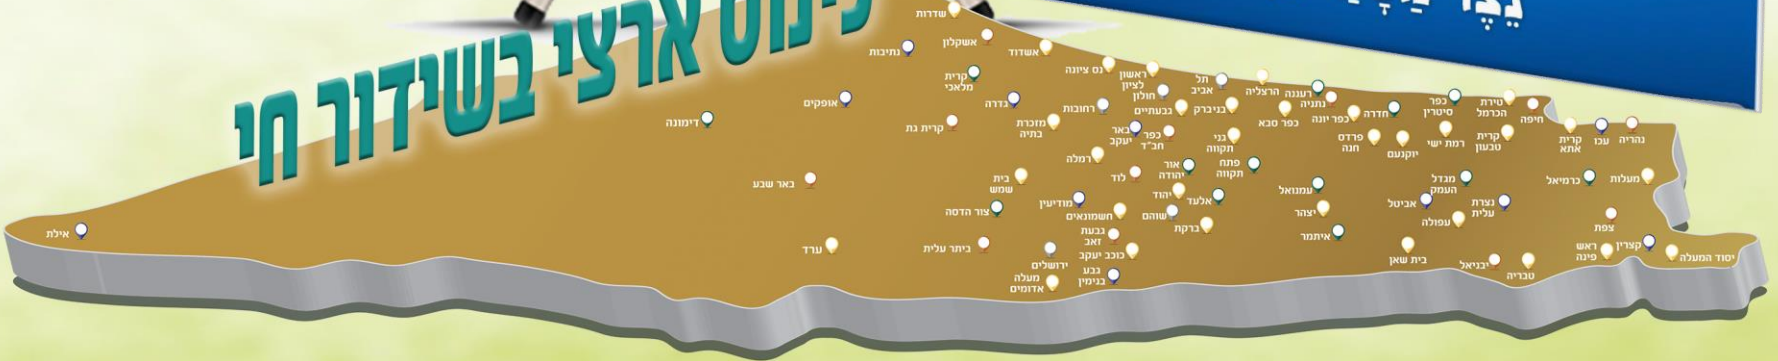 נצר מ
כינוס ארצי בשידור חי
שדרות
אשקלון
נתיבות
אשדוד
קרית
מלאכי
נס ציונה
ראשון
לציון
חולון
תל
אביב
הרצליה
רעננה
נתניה
כפר יונה
חדרה
כפר
סיטרין
טירת
הכרמל
חיפה
קרית
אתא
עכו
נהריה
אופקים
גדרה
רחובות
גבעתיים
בניברק
כפר סבא
דימונה
קרית גת
מזכרת
בתיה
באר
יעקב
כפר
חב"ד
גני
תקווה
פרדס
חנה
יוקנעם
רמת ישי
קרית
טבעון
רמלה
אור
יהודה
פתח
תקווה
באר שבע
בית
שמש
לוד
יהוד
אלעד
עמנואל
מגדל
העמק
כרמיאל
מעלות
צור הדסה
מודיעין
חשמונאים
שוהם
ברקת
יצהר
אביטל
נצרת
עלית
עפולה
צפת
אילת
ערד
ביתר עלית
ירושלים
גבעת
זאב
כוכב יעקב
איתמר
בית שאן
יבניאל
טבריה
ראש
פינה
קצרין
יסוד המעלה
מעלה
אדומים
גבע
בנימין